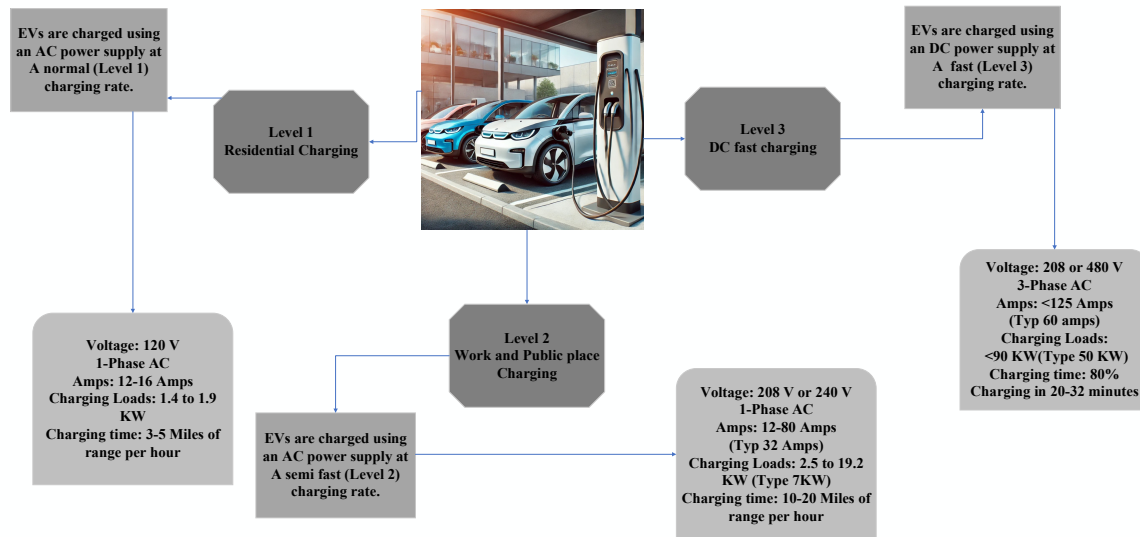 EVs are charged using
an AC power supply at
A normal (Level 1)
charging rate.
Level 1
Residential Charging
Level 3
DC fast charging
EVs are charged using
an DC power supply at
A fast (Level 3)
charging rate.
Voltage: 120 V
1-Phase AC
Amps: 12-16 Amps
Charging Loads: 1.4 to 1.9
KW
Charging time: 3-5 Miles of
range per hour
Level 2
Work and Public place
Charging
Voltage: 208 or 480 V
3-Phase AC
Amps: <125 Amps
(Typ 60 amps)
Charging Loads:
<90 KW(Type 50 KW)
Charging time: 80%
Charging in 20-32 minutes
EVs are charged using
an AC power supply at
A semi fast (Level 2)
charging rate.
Voltage: 208 V or 240 V
1-Phase AC
Amps: 12-80 Amps
(Typ 32 Amps)
Charging Loads: 2.5 to 19.2
KW (Type 7KW)
Charging time: 10-20 Miles of
range per hour